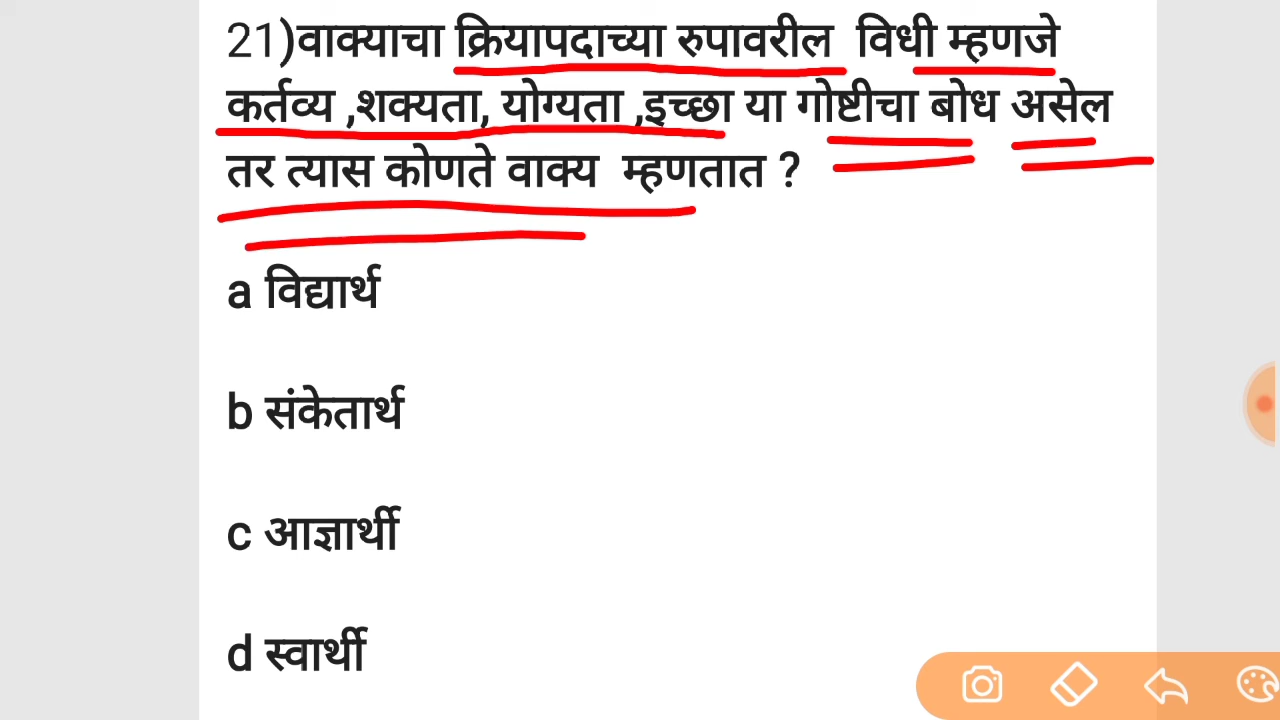 21)वाक्याचा क्रियापदाच्या रुपावरील विधी म्हणजे
कर्तव्य ,शक्यता, योग्यता ,इच्छा या गोष्टीचा बोध असेल
तर त्यास कोणते वाक्य म्हणतात ?
a विद्यार्थ
b संकेतार्थ
c आज्ञार्थी
d स्वार्थी